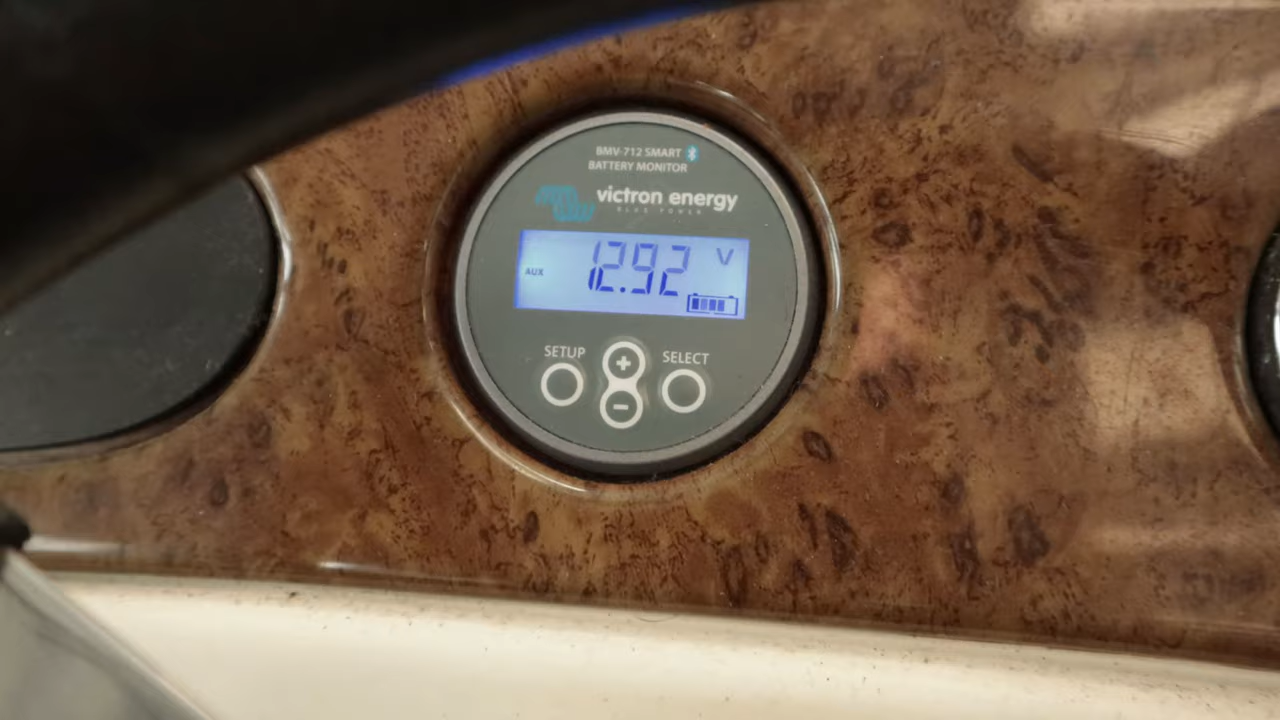 BMV-712 SMART
BATTERY MONITOR
victron energy
BLUE POWER
12.92 V
AUX
SETUP + SELECT
−